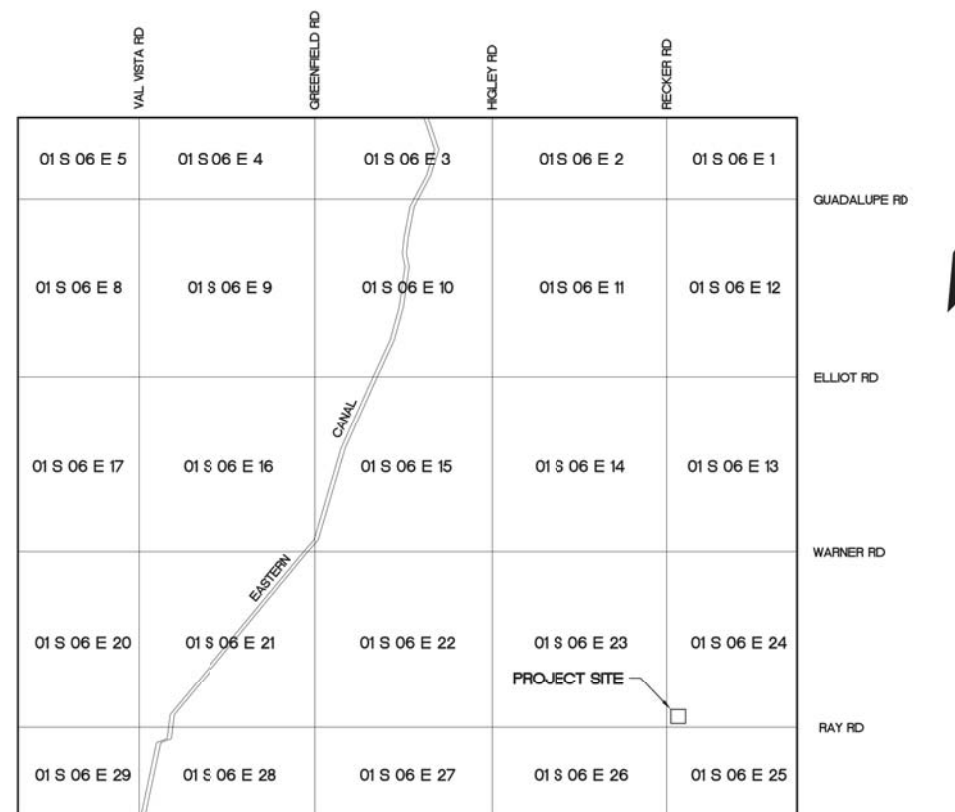 VAL VISTA RD
GREENFIELD RD
HIGLEY RD
RECKER RD
01 S 06 E 5
01 S 06 E 4
01 S 06 E 3
01 S 06 E 2
01 S 06 E 1
GUADALUPE RD
01 S 06 E 8
01 S 06 E 9
01 S 06 E 10
01 S 06 E 11
01 S 06 E 12
ELLIOT RD
CANAL
01 S 06 E 17
01 S 06 E 16
01 S 06 E 15
01 S 06 E 14
01 S 06 E 13
WARNER RD
EASTERN
01 S 06 E 20
01 S 06 E 21
01 S 06 E 22
01 S 06 E 23
01 S 06 E 24
PROJECT SITE
RAY RD
01 S 06 E 29
01 S 06 E 28
01 S 06 E 27
01 S 06 E 26
01 S 06 E 25